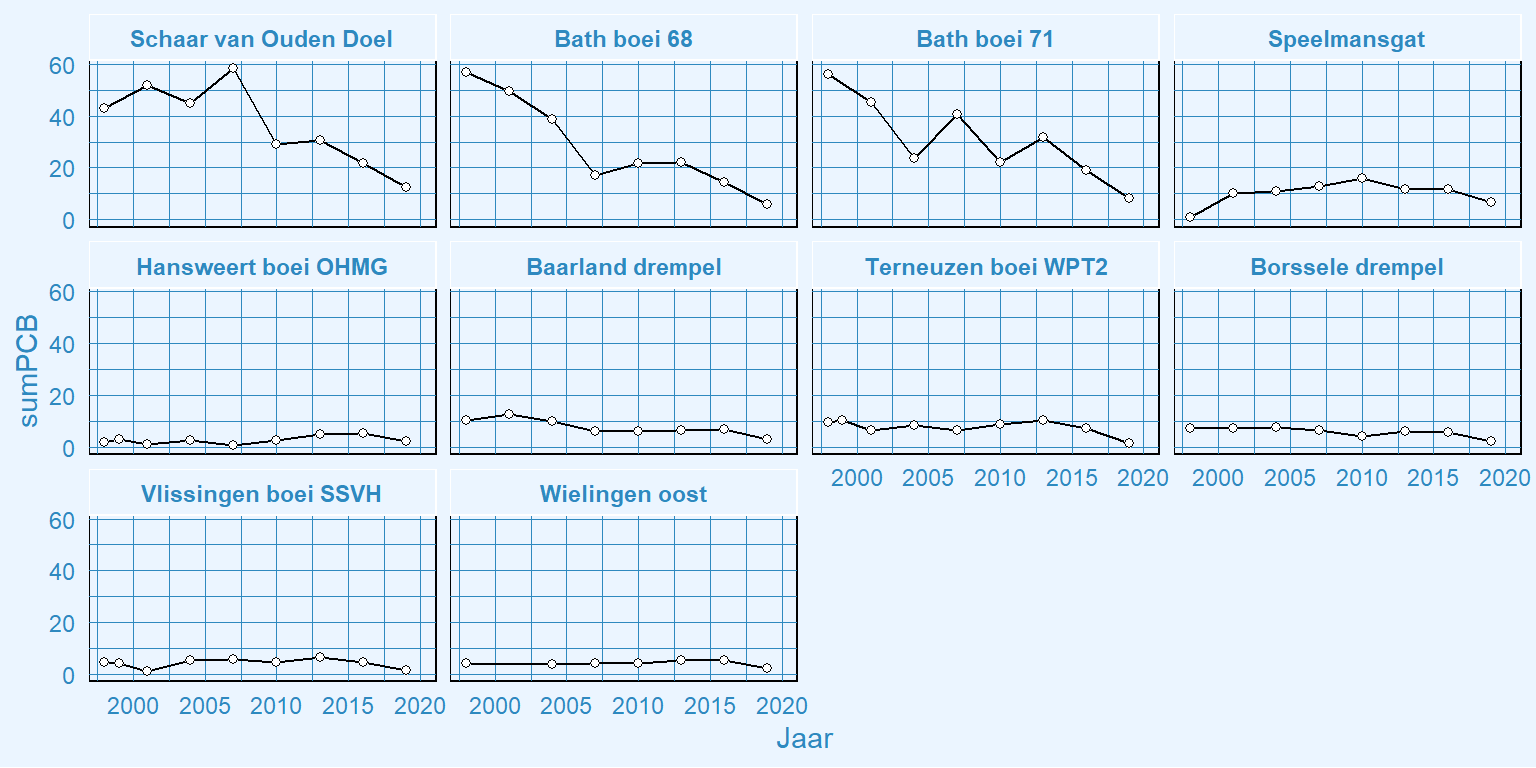 Schaar van Ouden Doel
Bath boei 68
Bath boei 71
Speelmansgat
60
40
20
0
Hansweert boei OHMG
Baarland drempel
Terneuzen boei WPT2
Borssele drempel
60
40
20
0
sumPCB
2000 2005 2010 2015 2020
2000 2005 2010 2015 2020
Vlissingen boei SSVH
Wielingen oost
60
40
20
0
2000 2005 2010 2015 2020
2000 2005 2010 2015 2020
Jaar